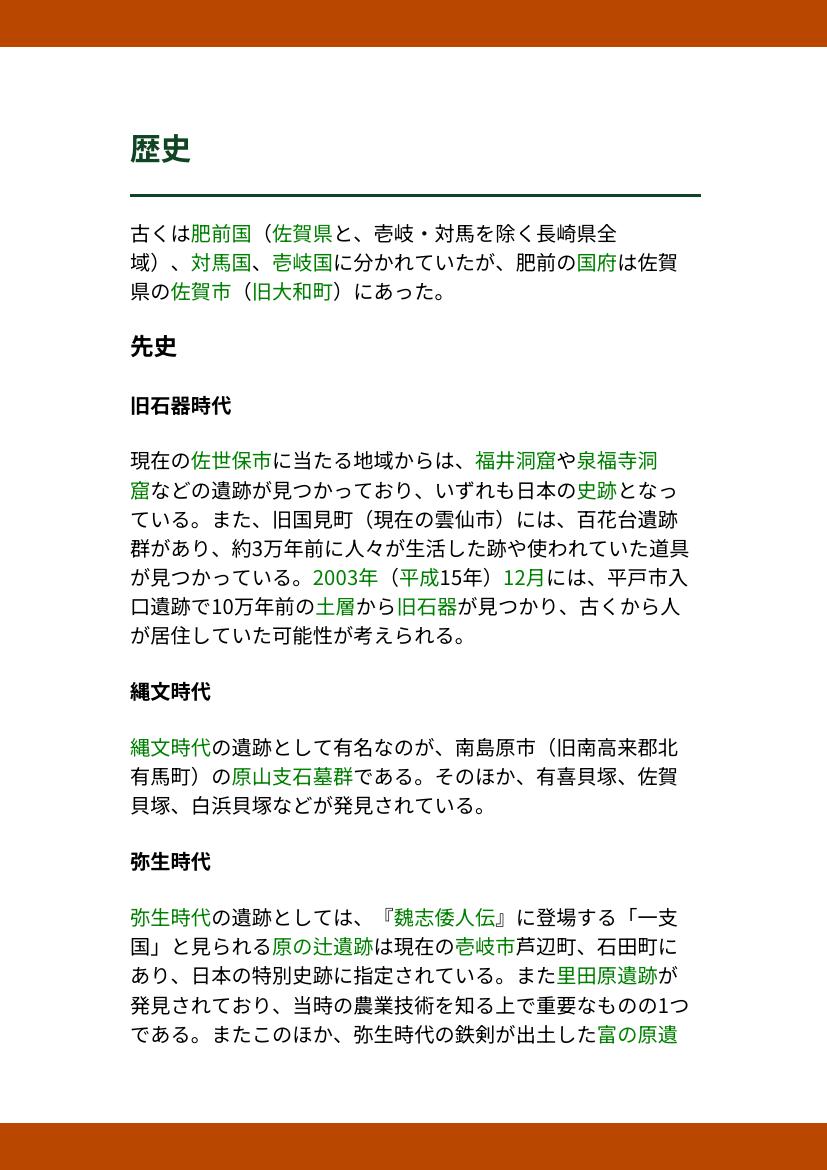 歴史
古くは肥前国（佐賀県と、壱岐・対馬を除く長崎県全
域）、対馬国、壱岐国に分かれていたが、肥前の国府は佐賀
県の佐賀市（旧大和町）にあった。
先史
旧石器時代
現在の佐世保市に当たる地域からは、福井洞窟や泉福寺洞
窟などの遺跡が見つかっており、いずれも日本の史跡となっ
ている。また、旧国見町（現在の雲仙市）には、百花台遺跡
群があり、約3万年前に人々が生活した跡や使われていた道具
が見つかっている。2003年（平成15年）12月には、平戸市入
口遺跡で10万年前の土層から旧石器が見つかり、古くから人
が居住していた可能性が考えられる。
縄文時代
縄文時代の遺跡として有名なのが、南島原市（旧南高来郡北
有馬町）の原山支石墓群である。そのほか、有喜貝塚、佐賀
貝塚、白浜貝塚などが発見されている。
弥生時代
弥生時代の遺跡としては、『魏志倭人伝』に登場する「一支
国」と見られる原の辻遺跡は現在の壱岐市芦辺町、石田町に
あり、日本の特別史跡に指定されている。また里田原遺跡が
発見されており、当時の農業技術を知る上で重要なものの1つ
である。またこのほか、弥生時代の鉄剣が出土した富の原遺